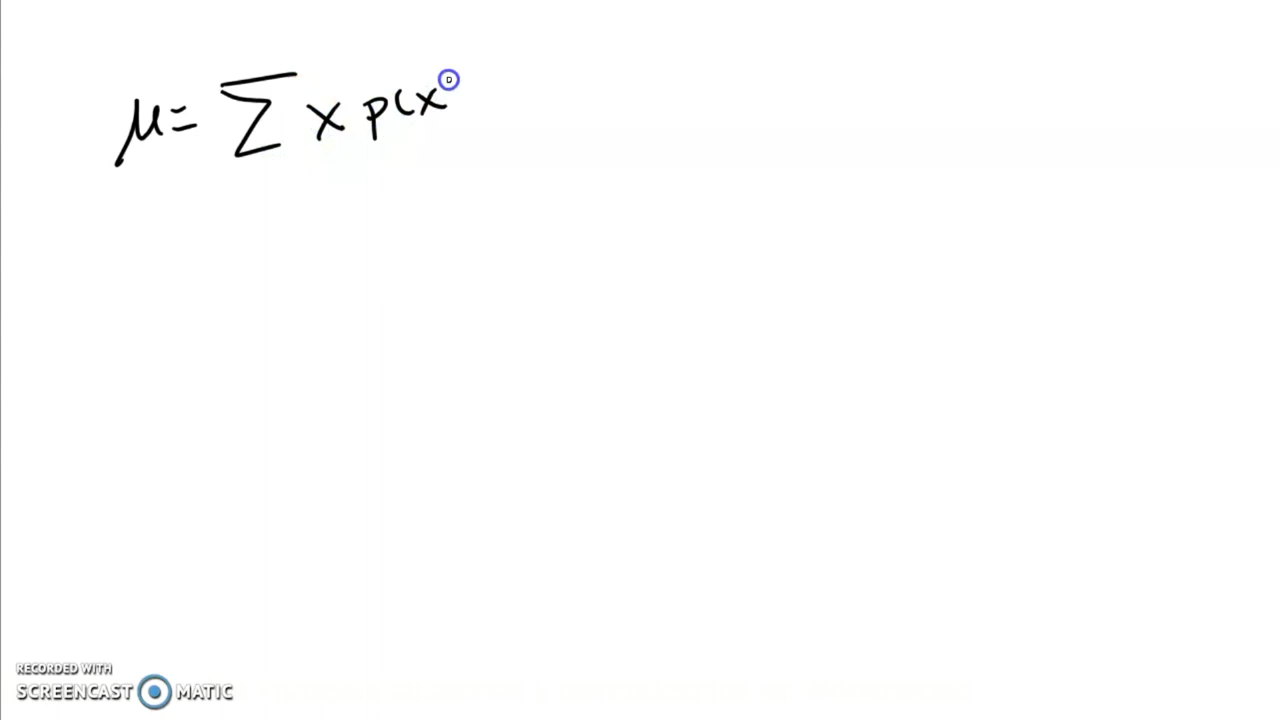 μ = ∑ x p(x
RECORDED WITH
SCREENCAST MATIC